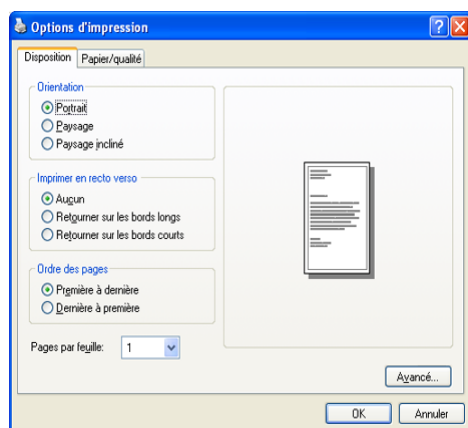 Options d'impression
Disposition Papier/qualité
Orientation
Portrait
Paysage
Paysage incliné
Imprimer en recto verso
Aucun
Retourner sur les bords longs
Retourner sur les bords courts
Ordre des pages
Première à dernière
Dernière à première
Pages par feuille: 1
Avancé...
OK Annuler